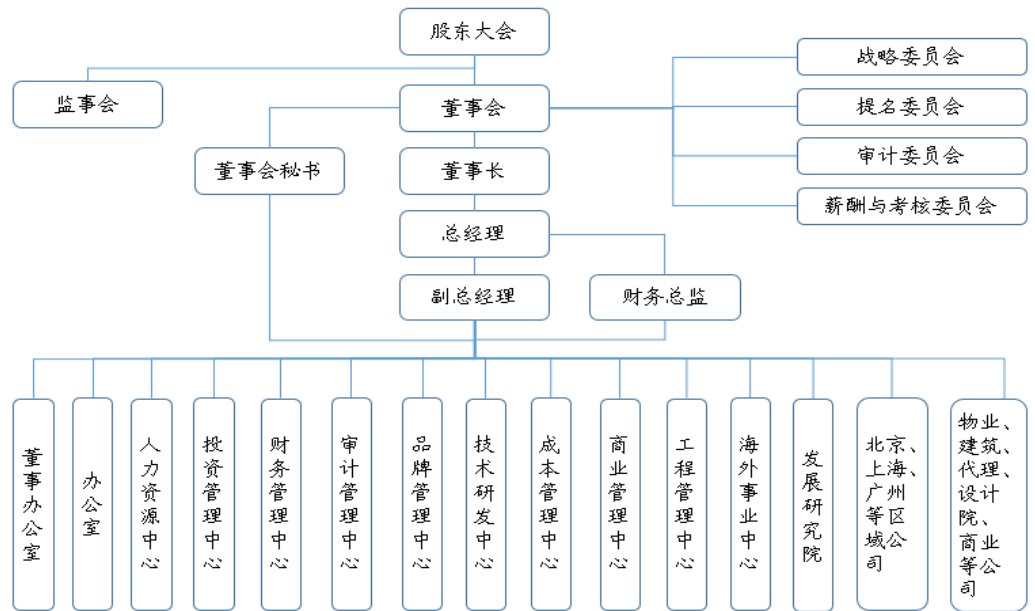 股东大会
监事会
董事会
战略委员会
提名委员会
审计委员会
薪酬与考核委员会
董事会秘书
董事长
总经理
副总经理
财务总监
董事办公室
办公室
人力资源中心
投资管理中心
财务管理中心
审计管理中心
品牌管理中心
技术研发中心
成本管理中心
商业管理中心
工程管理中心
海外事业中心
发展研究院
北京、
上海、
广州
等区
域公
司
物业、
建筑、
代理、
设计
院、
商业
等公
司